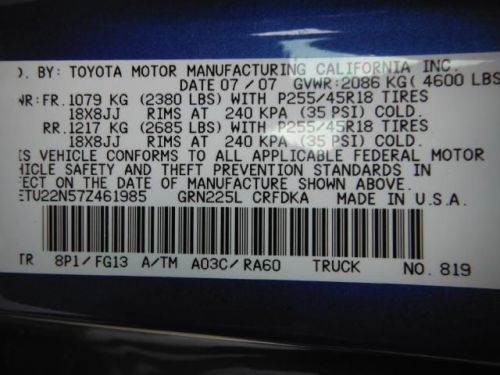 ). BY: TOYOTA MOTOR MANUFACTURING CALIFORNIA INC.
DATE 07/07 GVWR:2086 KG( 4600 LBS
WR:FR.1079 KG (2380 LBS) WITH P255/45R18 TIRES
18X8JJ RIMS AT 240 KPA (35 PSI) COLD.
RR.1217 KG (2685 LBS) WITH P255/45R18 TIRES
18X8JJ RIMS AT 240 KPA (35 PSI) COLD.
IS VEHICLE CONFORMS TO ALL APPLICABLE FEDERAL MOTOR
HICLE SAFETY AND THEFT PREVENTION STANDARDS IN
FECT ON THE DATE OF MANUFACTURE SHOWN ABOVE.
ETU22N57Z461985 GRN225L CRFDKA MADE IN U.S.A.
TR 8P1/FG13 A/TM A03C/RA60 TRUCK NO. 819